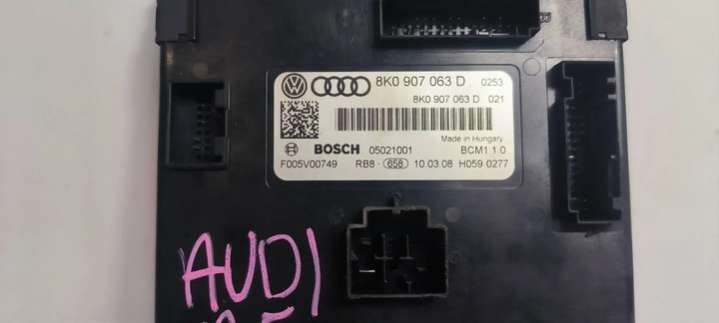 8K0 907 063 D 0253
8K0 907 063 D 021
Made in Hungary
BOSCH 05021001 BCM1 1.0
F005V00749 RB8- 658 10.03.08 H059 0277
AUDI